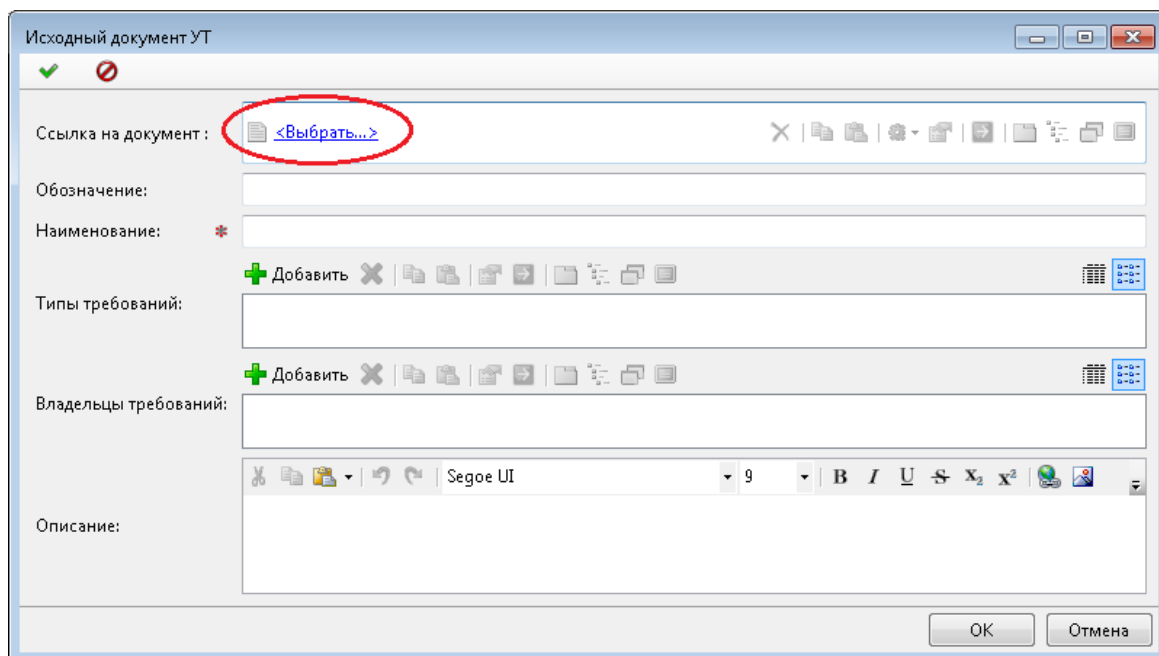 Исходный документ УТ
Ссылка на документ :
<Выбрать...>
Обозначение:
Наименование: *
Добавить
Типы требований:
Добавить
Владельцы требований:
Segoe UI 9 B I U S X₂ x²
Описание:
OK Отмена